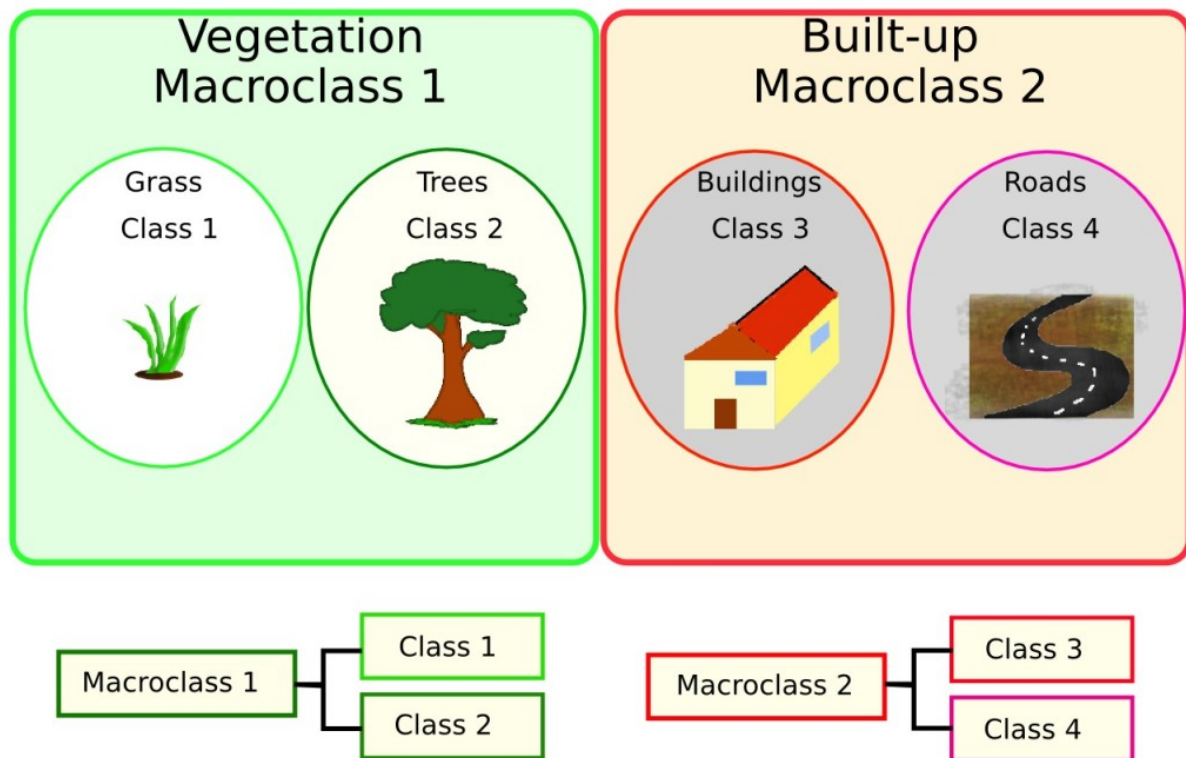 Vegetation
Macroclass 1
Grass
Class 1
Trees
Class 2
Built-up
Macroclass 2
Buildings
Class 3
Roads
Class 4
Macroclass 1
Class 1
Class 2
Macroclass 2
Class 3
Class 4